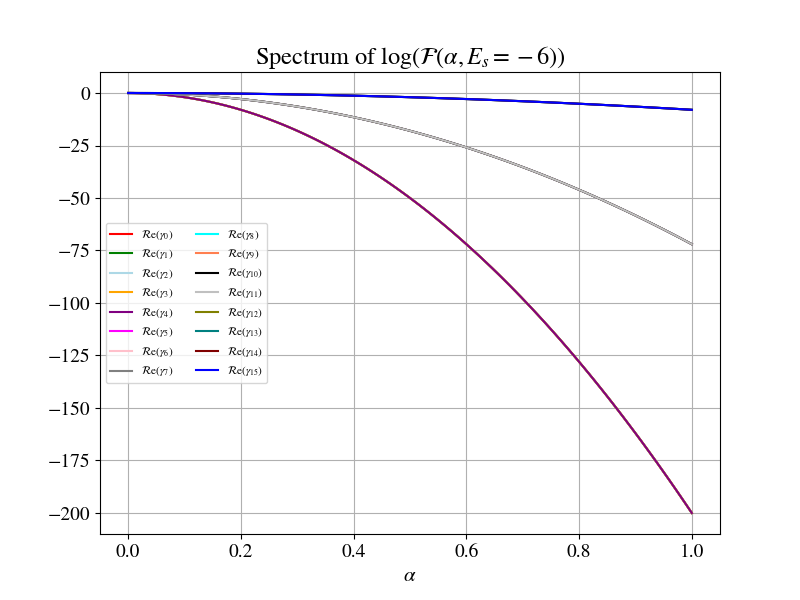 Spectrum of log(ℱ(α, E_s = −6))
0
−25
−50
−75
−100
−125
−150
−175
−200
ℛe(γ₀)
ℛe(γ₁)
ℛe(γ₂)
ℛe(γ₃)
ℛe(γ₄)
ℛe(γ₅)
ℛe(γ₆)
ℛe(γ₇)
ℛe(γ₈)
ℛe(γ₉)
ℛe(γ₁₀)
ℛe(γ₁₁)
ℛe(γ₁₂)
ℛe(γ₁₃)
ℛe(γ₁₄)
ℛe(γ₁₅)
0.0 0.2 0.4 0.6 0.8 1.0
α